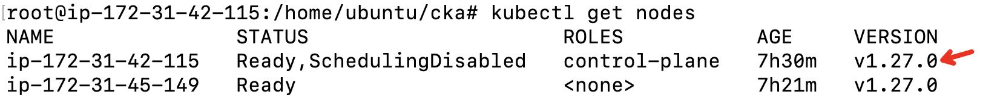 root@ip-172-31-42-115:/home/ubuntu/cka# kubectl get nodes
NAME STATUS ROLES AGE VERSION
ip-172-31-42-115 Ready,SchedulingDisabled control-plane 7h30m v1.27.0
ip-172-31-45-149 Ready <none> 7h21m v1.27.0